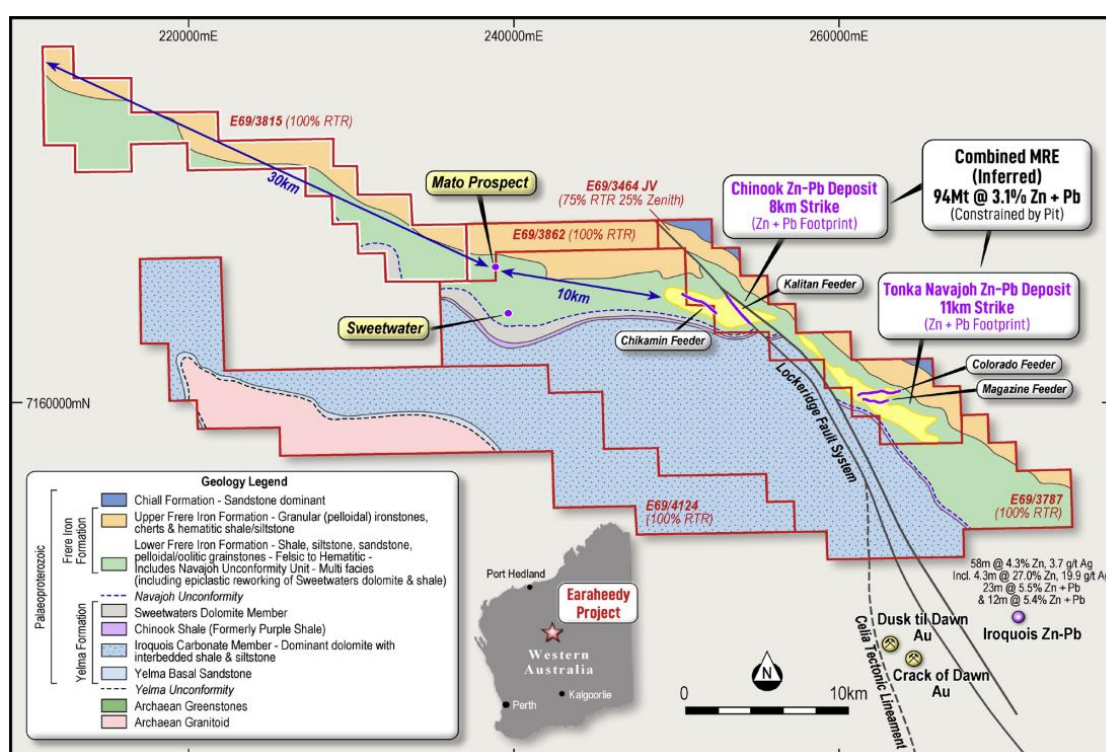 220000mE
240000mE
260000mE
E69/3815 (100% RTR)
30km
Mato Prospect
E69/3464 JV
(75% RTR 25% Zenith)
Chinook Zn-Pb Deposit
8km Strike
(Zn + Pb Footprint)
Combined MRE
(Inferred)
94Mt @ 3.1% Zn + Pb
(Constrained by Pit)
E69/3862 (100% RTR)
10km
Kalitan Feeder
Tonka Navajoh Zn-Pb Deposit
11km Strike
(Zn + Pb Footprint)
Sweetwater
Chikamin Feeder
Colorado Feeder
Magazine Feeder
7160000mN
Lockeridge Fault System
E69/4124
(100% RTR)
E69/3787
(100% RTR)
Geology Legend
Palaeoproterozoic
Frere Iron
Formation
Yelma Formation
Chiall Formation - Sandstone dominant
Upper Frere Iron Formation - Granular (pelloidal) ironstones,
cherts & hematitic shale/siltstone
Lower Frere Iron Formation - Shale, siltstone, sandstone,
pelloidal/oolitic grainstones - Felsic to Hematitic -
Includes Navajoh Unconformity Unit - Multi facies
(including epiclastic reworking of Sweetwaters dolomite & shale)
Navajoh Unconformity
Sweetwaters Dolomite Member
Chinook Shale (Formerly Purple Shale)
Iroquois Carbonate Member - Dominant dolomite with
interbedded shale & siltstone
Yelma Basal Sandstone
Yelma Unconformity
Archaean Greenstones
Archaean Granitoid
Port Hedland
Earaheedy
Project
Western
Australia
Kalgoorlie
Perth
N
0
10km
58m @ 4.3% Zn, 3.7 g/t Ag
Incl. 4.3m @ 27.0% Zn, 19.9 g/t Ag
23m @ 5.5% Zn + Pb
& 12m @ 5.4% Zn + Pb
Iroquois Zn-Pb
Dusk til Dawn
Au
Crack of Dawn
Au
Celia Tectonic Lineament